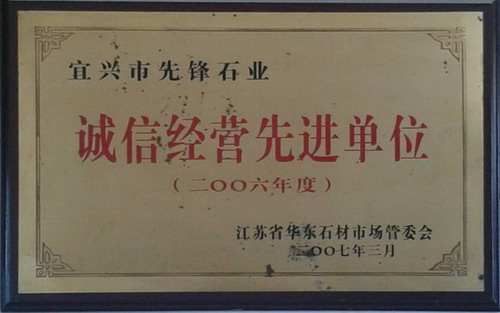 宜兴市先锋石业
诚信经营先进单位
(二〇〇六年度)
江苏省华东石材市场管委会
二〇〇七年三月